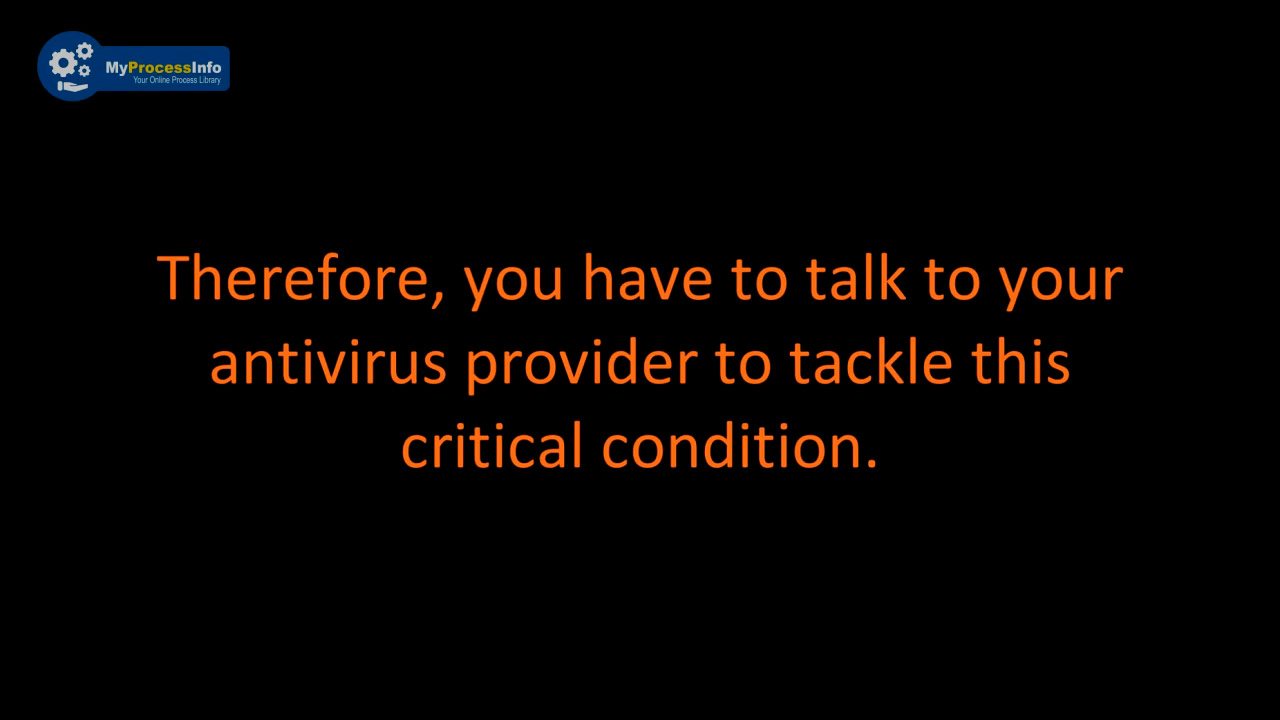 MyProcessInfo
Your Online Process Library
Therefore, you have to talk to your
antivirus provider to tackle this
critical condition.